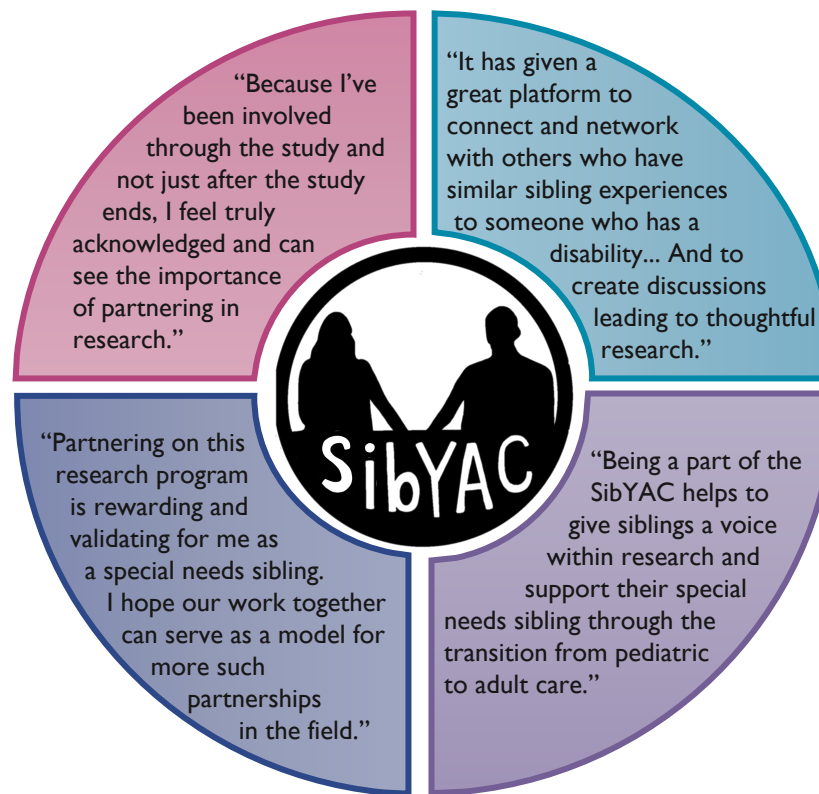 “Because I’ve
been involved
through the study and
not just after the study
ends, I feel truly
acknowledged and can
see the importance
of partnering in
research.”
“It has given a
great platform to
connect and network
with others who have
similar sibling experiences
to someone who has a
disability... And to
create discussions
leading to thoughtful
research.”
SibYAC
“Partnering on this
research program
is rewarding and
validating for me as
a special needs sibling.
I hope our work together
can serve as a model for
more such
partnerships
in the field.”
“Being a part of the
SibYAC helps to
give siblings a voice
within research and
support their special
needs sibling through the
transition from pediatric
to adult care.”